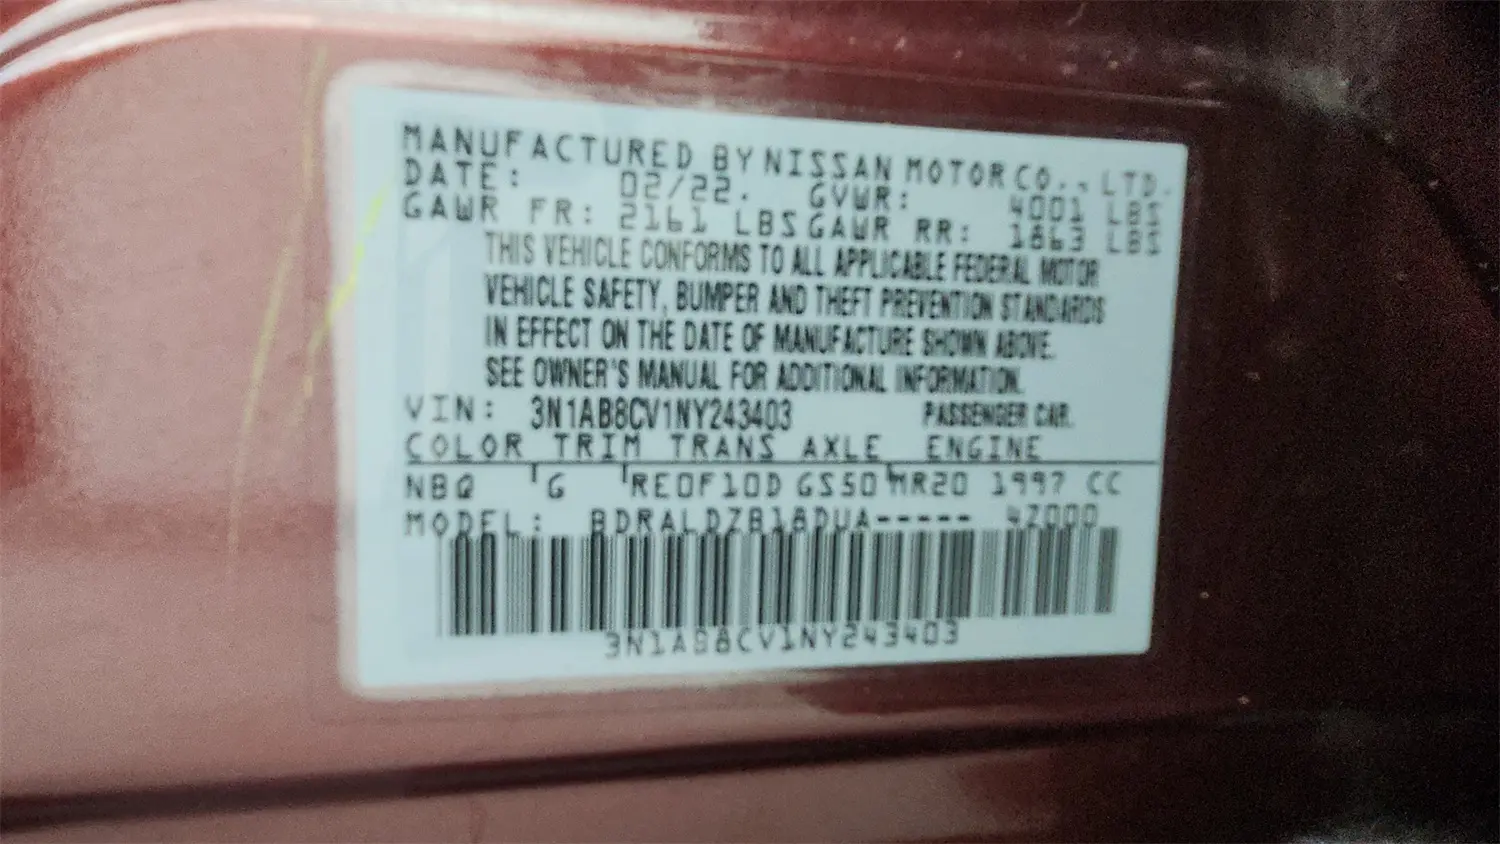 MANUFACTURED BY NISSAN MOTOR CO., LTD.
DATE: 02/22. GVWR: 4001 LBS
GAWR FR: 2161 LBS GAWR RR: 1863 LBS
THIS VEHICLE CONFORMS TO ALL APPLICABLE FEDERAL MOTOR
VEHICLE SAFETY, BUMPER AND THEFT PREVENTION STANDARDS
IN EFFECT ON THE DATE OF MANUFACTURE SHOWN ABOVE.
SEE OWNER'S MANUAL FOR ADDITIONAL INFORMATION.
VIN: 3N1AB8CV1NY243403 PASSENGER CAR.
COLOR TRIM TRANS AXLE ENGINE
NBQ G RE0F10D GS50 MR20 1997 CC
MODEL: BDRALDZB18DUA----- 4Z000
3N1AB8CV1NY243403